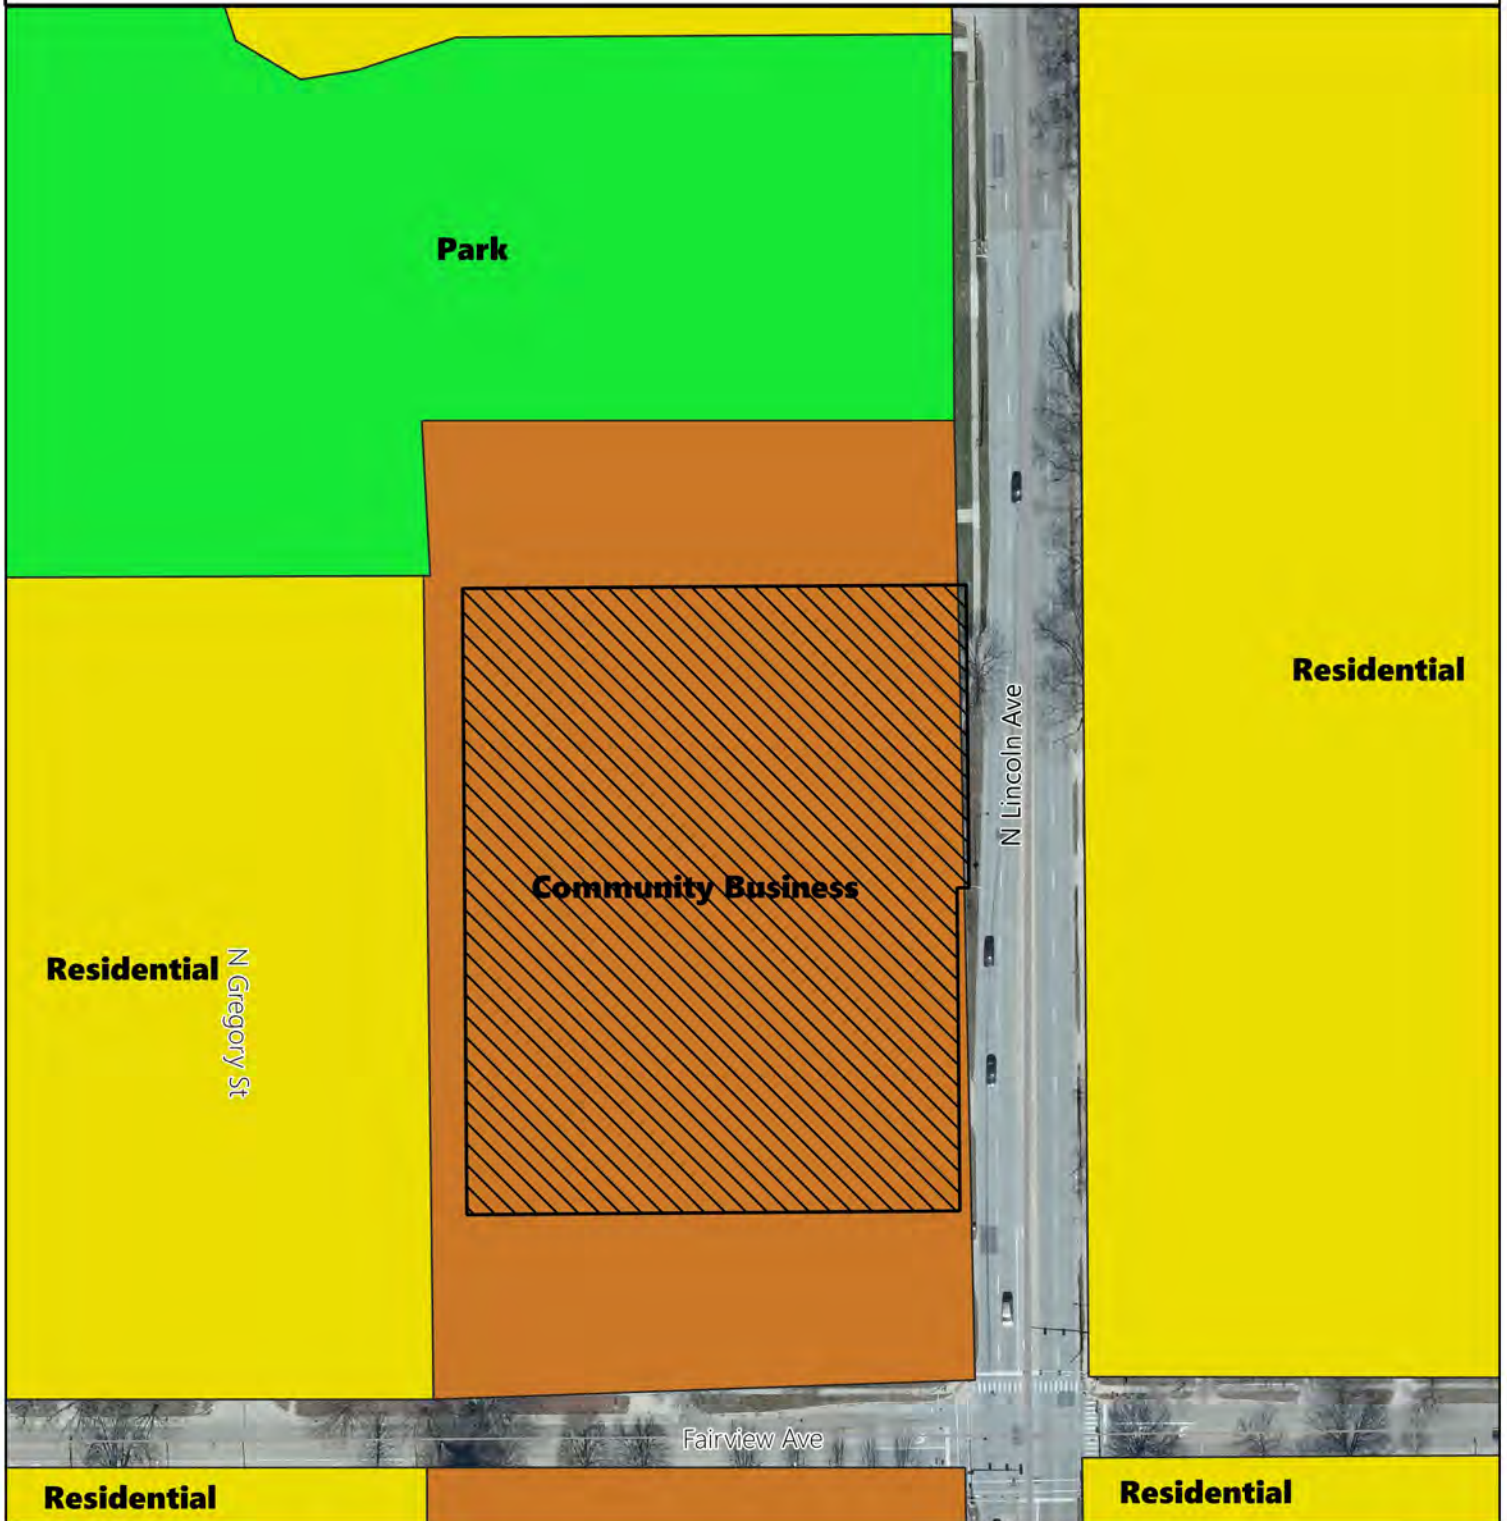 Park
Residential
N Lincoln Ave
Community Business
Residential
N Gregory St
Fairview Ave
Residential
Residential